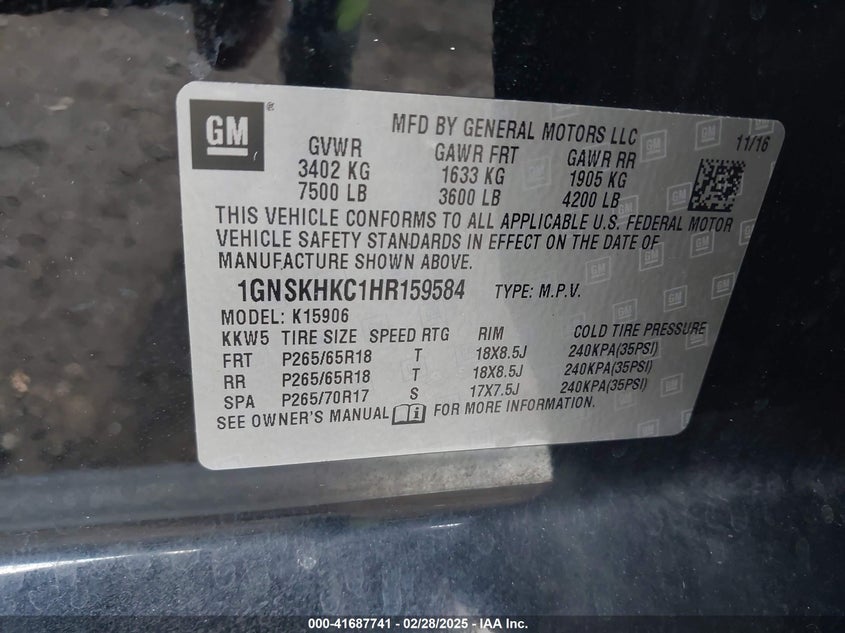 GM
MFD BY GENERAL MOTORS LLC
11/16
GVWR GAWR FRT GAWR RR
3402 KG 1633 KG 1905 KG
7500 LB 3600 LB 4200 LB
THIS VEHICLE CONFORMS TO ALL APPLICABLE U.S. FEDERAL MOTOR
VEHICLE SAFETY STANDARDS IN EFFECT ON THE DATE OF
MANUFACTURE SHOWN ABOVE.
1GNSKHKC1HR159584 TYPE: M.P.V.
MODEL: K15906
KKW5 TIRE SIZE SPEED RTG RIM COLD TIRE PRESSURE
FRT P265/65R18 T 18X8.5J 240KPA(35PSI)
RR P265/65R18 T 18X8.5J 240KPA(35PSI)
SPA P265/70R17 S 17X7.5J 240KPA(35PSI)
SEE OWNER'S MANUAL FOR MORE INFORMATION.
000-41687741 - 02/28/2025 - IAA Inc.